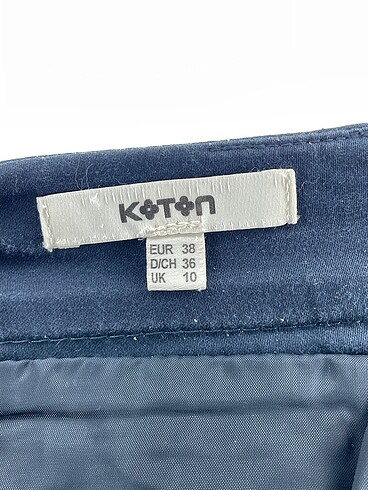 KOTON
EUR 38
D/CH 36
UK 10